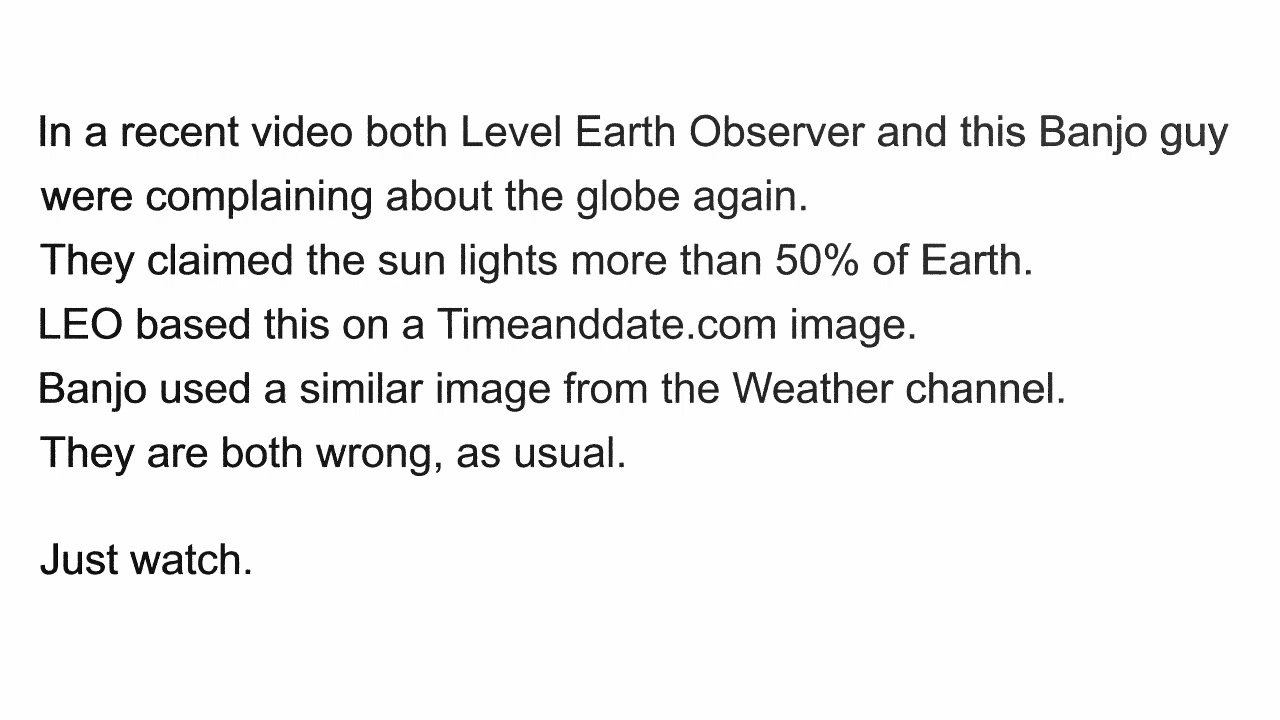 In a recent video both Level Earth Observer and this Banjo guy
were complaining about the globe again.
They claimed the sun lights more than 50% of Earth.
LEO based this on a Timeanddate.com image.
Banjo used a similar image from the Weather channel.
They are both wrong, as usual.
Just watch.